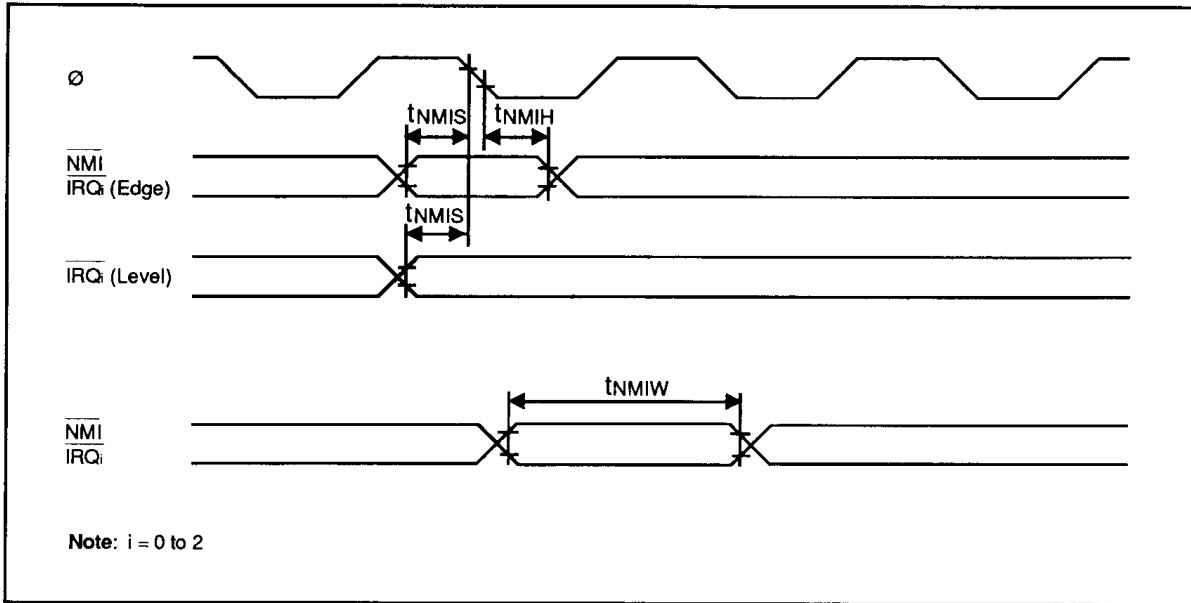 Ø
tNMIS
tNMIH
NMI
IRQi (Edge)
tNMIS
IRQi (Level)
tNMIW
NMI
IRQi
Note: i = 0 to 2